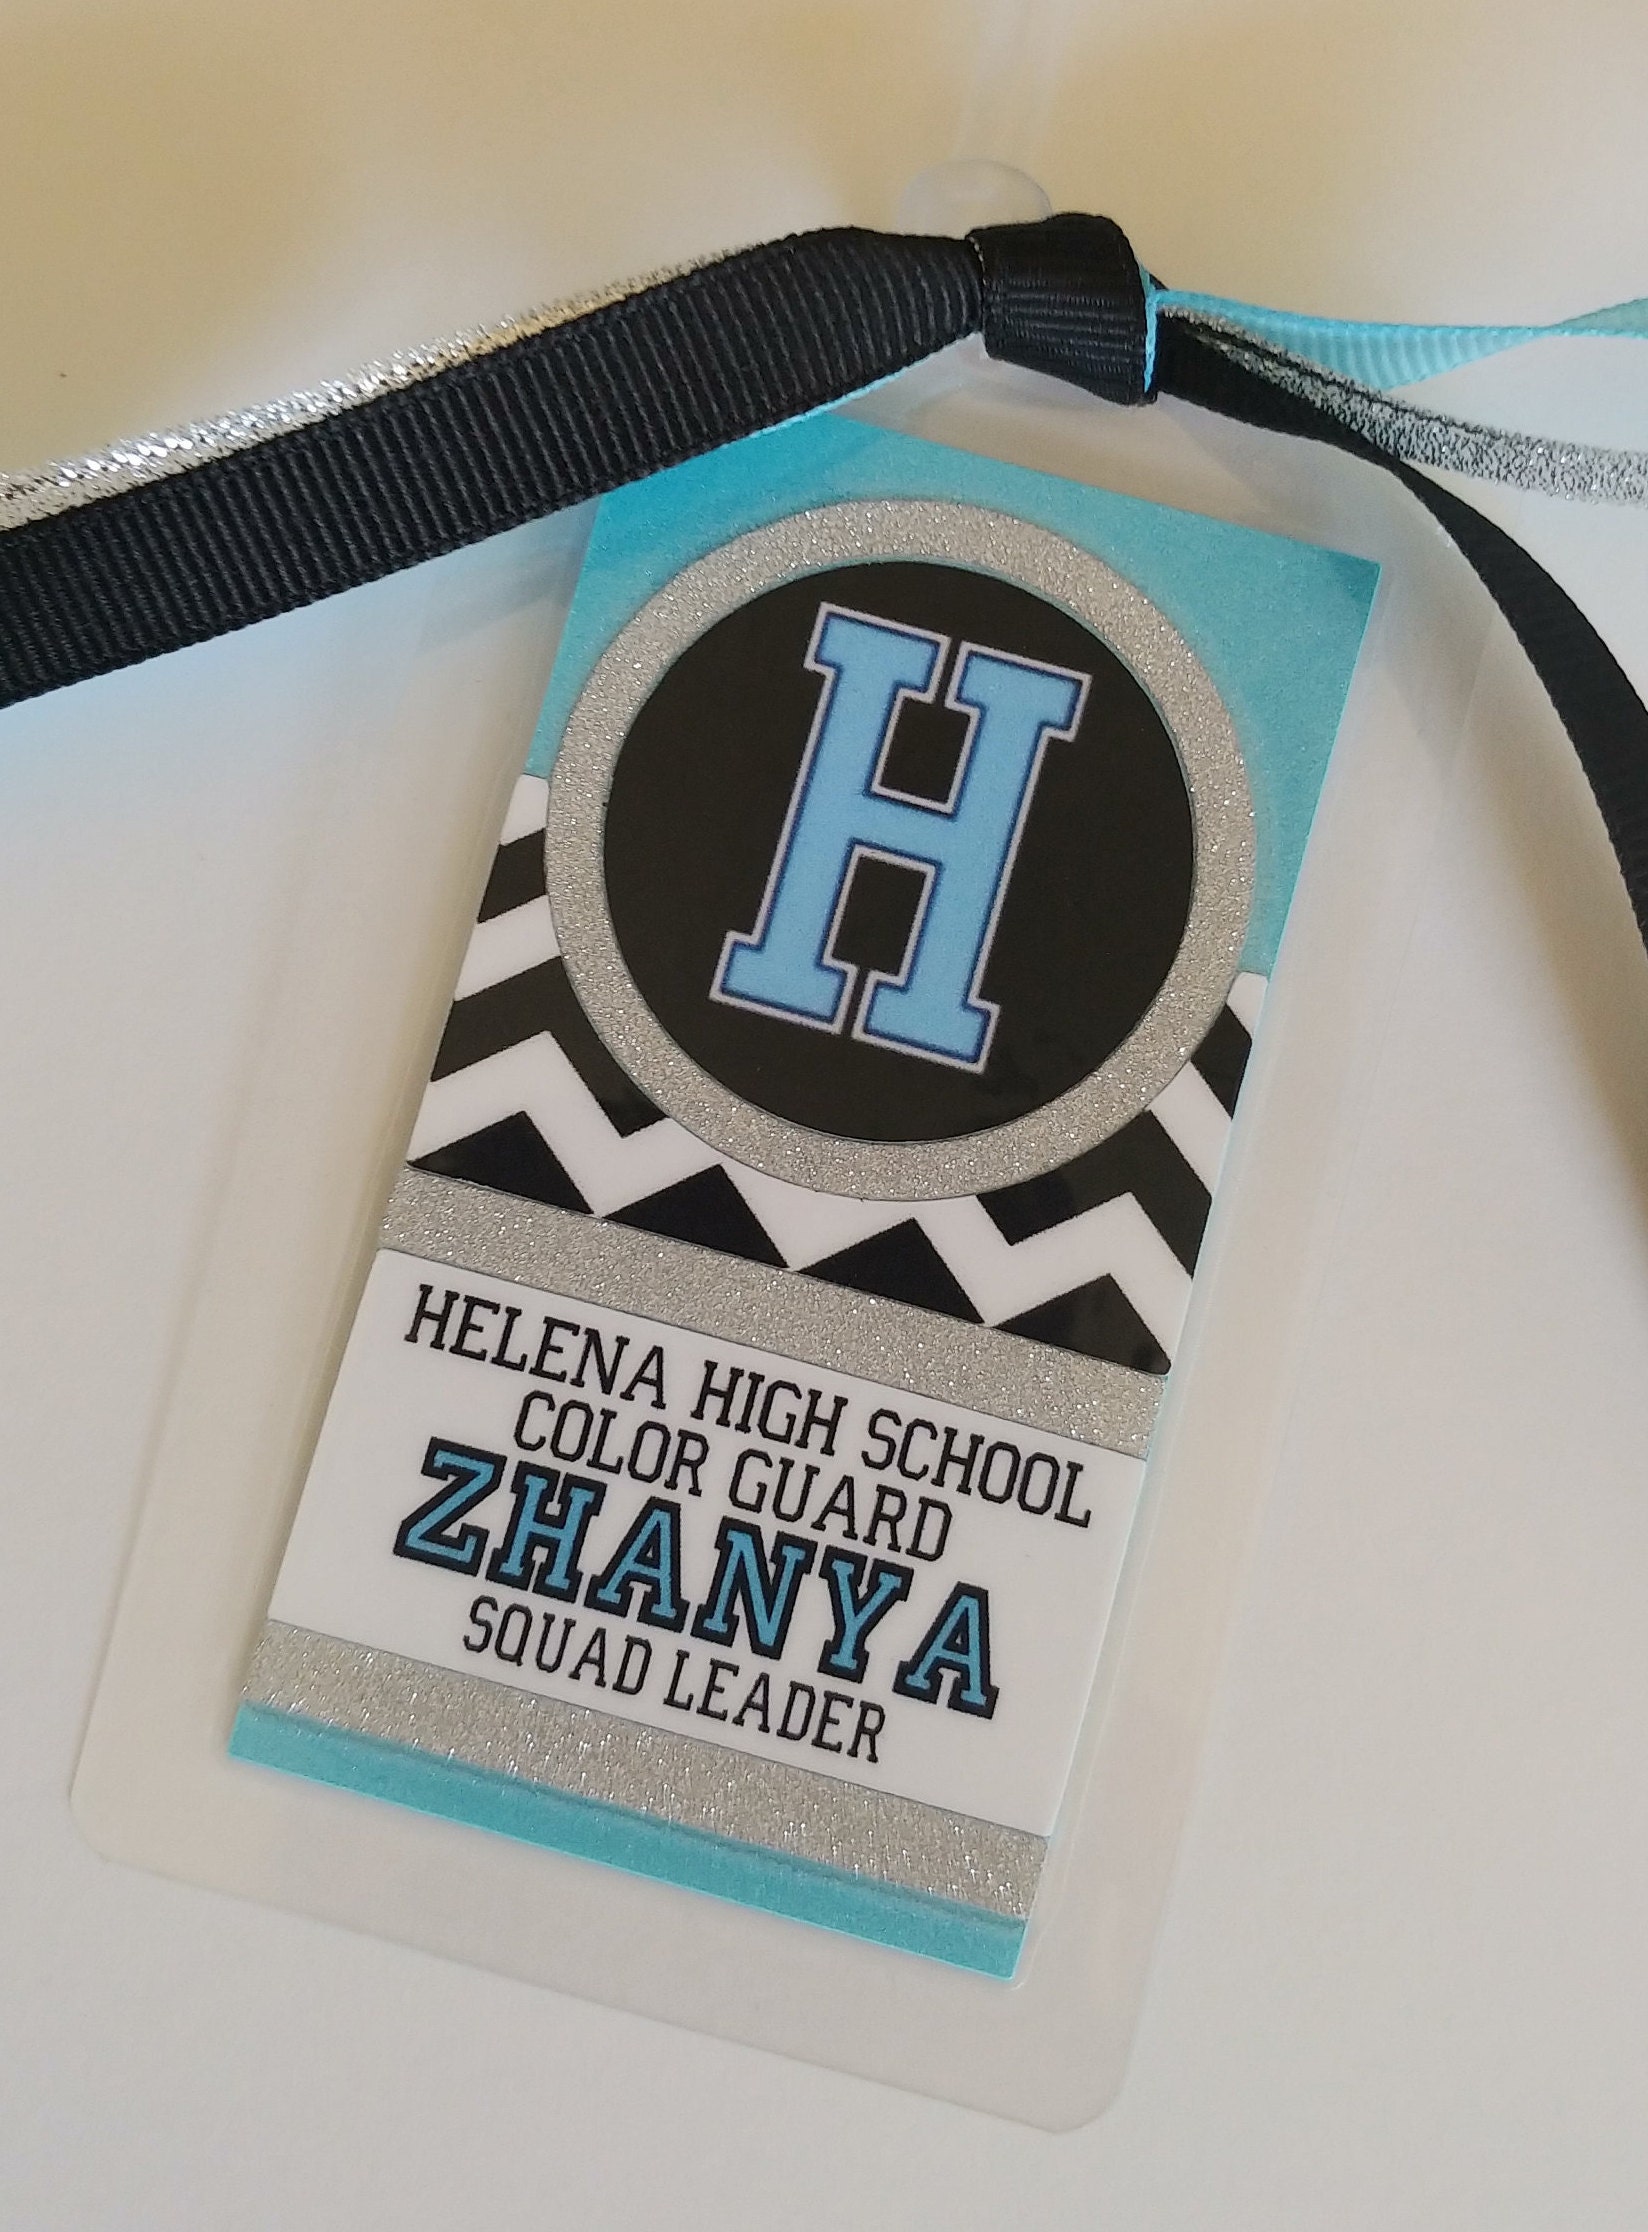 H
HELENA HIGH SCHOOL
COLOR GUARD
ZHANYA
SQUAD LEADER